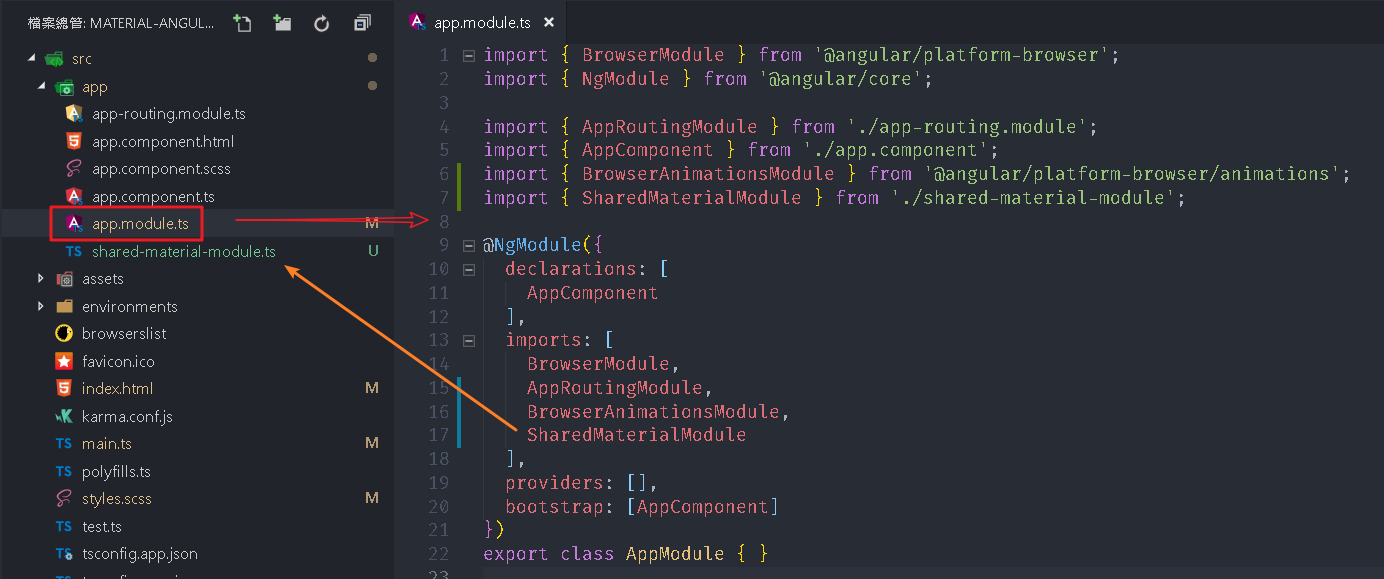 檔案總管: MATERIAL-ANGUL...
src
app
app-routing.module.ts
app.component.html
app.component.scss
app.component.ts
app.module.ts M
TS shared-material-module.ts U
assets
environments
browserslist
favicon.ico
index.html M
karma.conf.js
TS main.ts M
TS polyfills.ts
styles.scss M
TS test.ts
TS tsconfig.app.json
app.module.ts ×
1 import { BrowserModule } from '@angular/platform-browser';
2 import { NgModule } from '@angular/core';
3
4 import { AppRoutingModule } from './app-routing.module';
5 import { AppComponent } from './app.component';
6 import { BrowserAnimationsModule } from '@angular/platform-browser/animations';
7 import { SharedMaterialModule } from './shared-material-module';
8
9 @NgModule({
10 declarations: [
11 AppComponent
12 ],
13 imports: [
14 BrowserModule,
15 AppRoutingModule,
16 BrowserAnimationsModule,
17 SharedMaterialModule
18 ],
19 providers: [],
20 bootstrap: [AppComponent]
21 })
22 export class AppModule { }
23